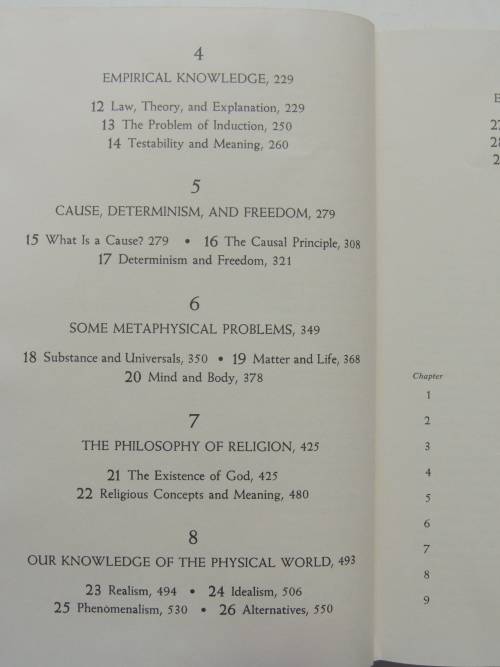 4
EMPIRICAL KNOWLEDGE, 229
12 Law, Theory, and Explanation, 229
13 The Problem of Induction, 250
14 Testability and Meaning, 260
5
CAUSE, DETERMINISM, AND FREEDOM, 279
15 What Is a Cause? 279 • 16 The Causal Principle, 308
17 Determinism and Freedom, 321
6
SOME METAPHYSICAL PROBLEMS, 349
18 Substance and Universals, 350 • 19 Matter and Life, 368
20 Mind and Body, 378
7
THE PHILOSOPHY OF RELIGION, 425
21 The Existence of God, 425
22 Religious Concepts and Meaning, 480
8
OUR KNOWLEDGE OF THE PHYSICAL WORLD, 493
23 Realism, 494 • 24 Idealism, 506
25 Phenomenalism, 530 • 26 Alternatives, 550
Chapter
1
2
3
4
5
6
7
8
9